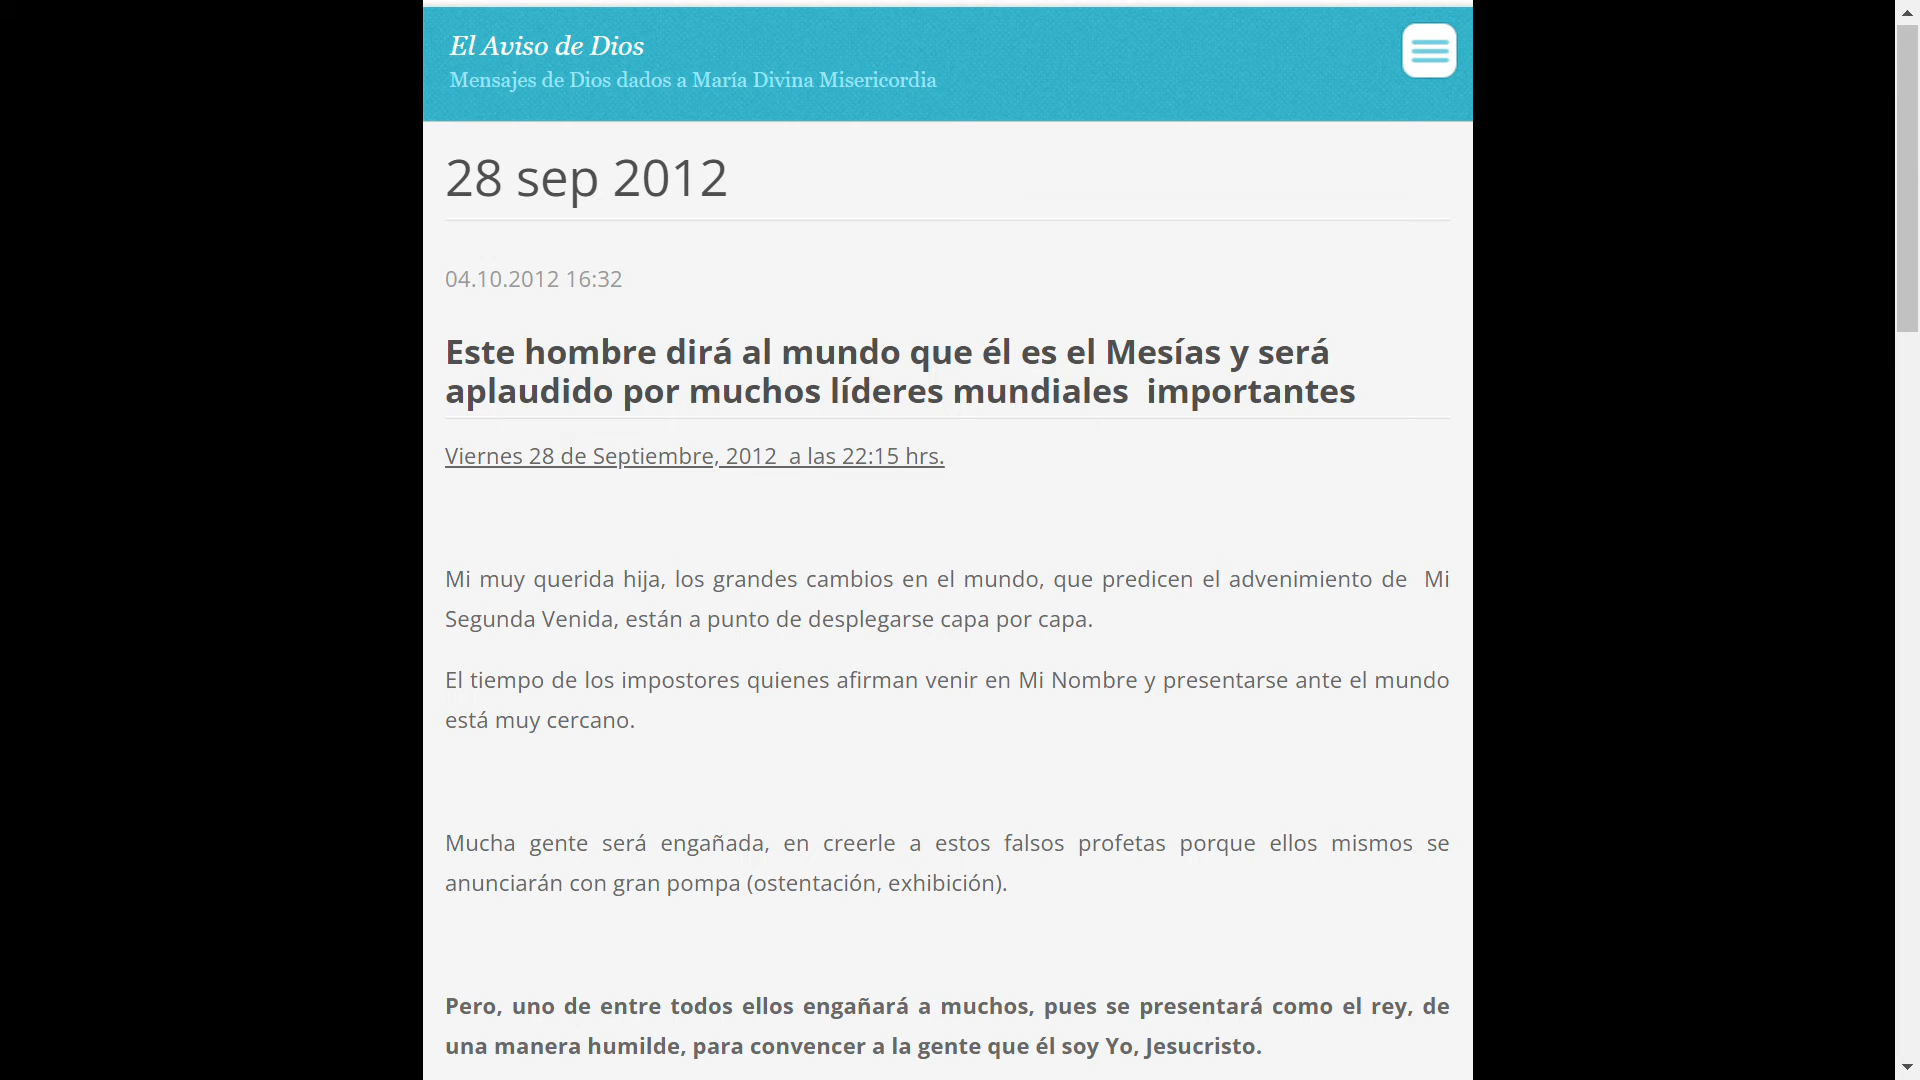 El Aviso de Dios
Mensajes de Dios dados a María Divina Misericordia
28 sep 2012
04.10.2012 16:32
Este hombre dirá al mundo que él es el Mesías y será
aplaudido por muchos líderes mundiales  importantes
Viernes 28 de Septiembre, 2012  a las 22:15 hrs.
Mi muy querida hija, los grandes cambios en el mundo, que predicen el advenimiento de  Mi
Segunda Venida, están a punto de desplegarse capa por capa.
El tiempo de los impostores quienes afirman venir en Mi Nombre y presentarse ante el mundo
está muy cercano.
Mucha gente será engañada, en creerle a estos falsos profetas porque ellos mismos se
anunciarán con gran pompa (ostentación, exhibición).
Pero, uno de entre todos ellos engañará a muchos, pues se presentará como el rey, de
una manera humilde, para convencer a la gente que él soy Yo, Jesucristo.